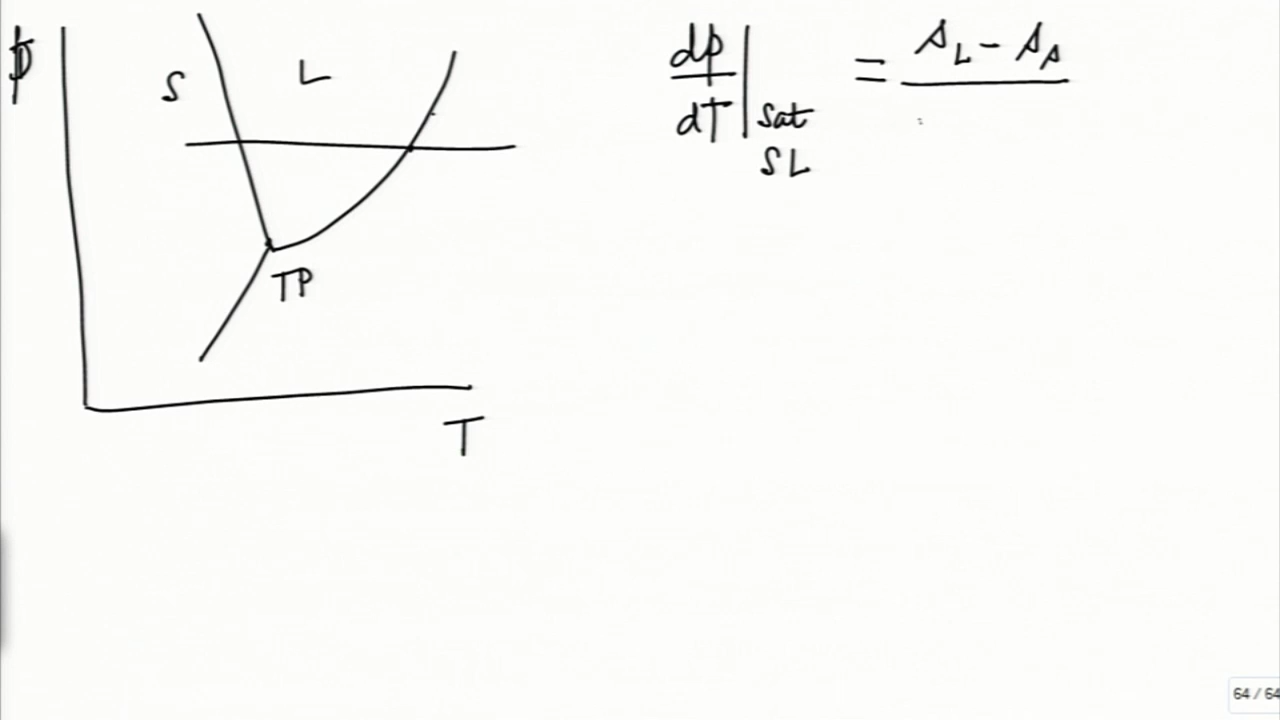 p
S
L
TP
T
dp
dT | sat
SL
= s_L - s_s
64 / 64